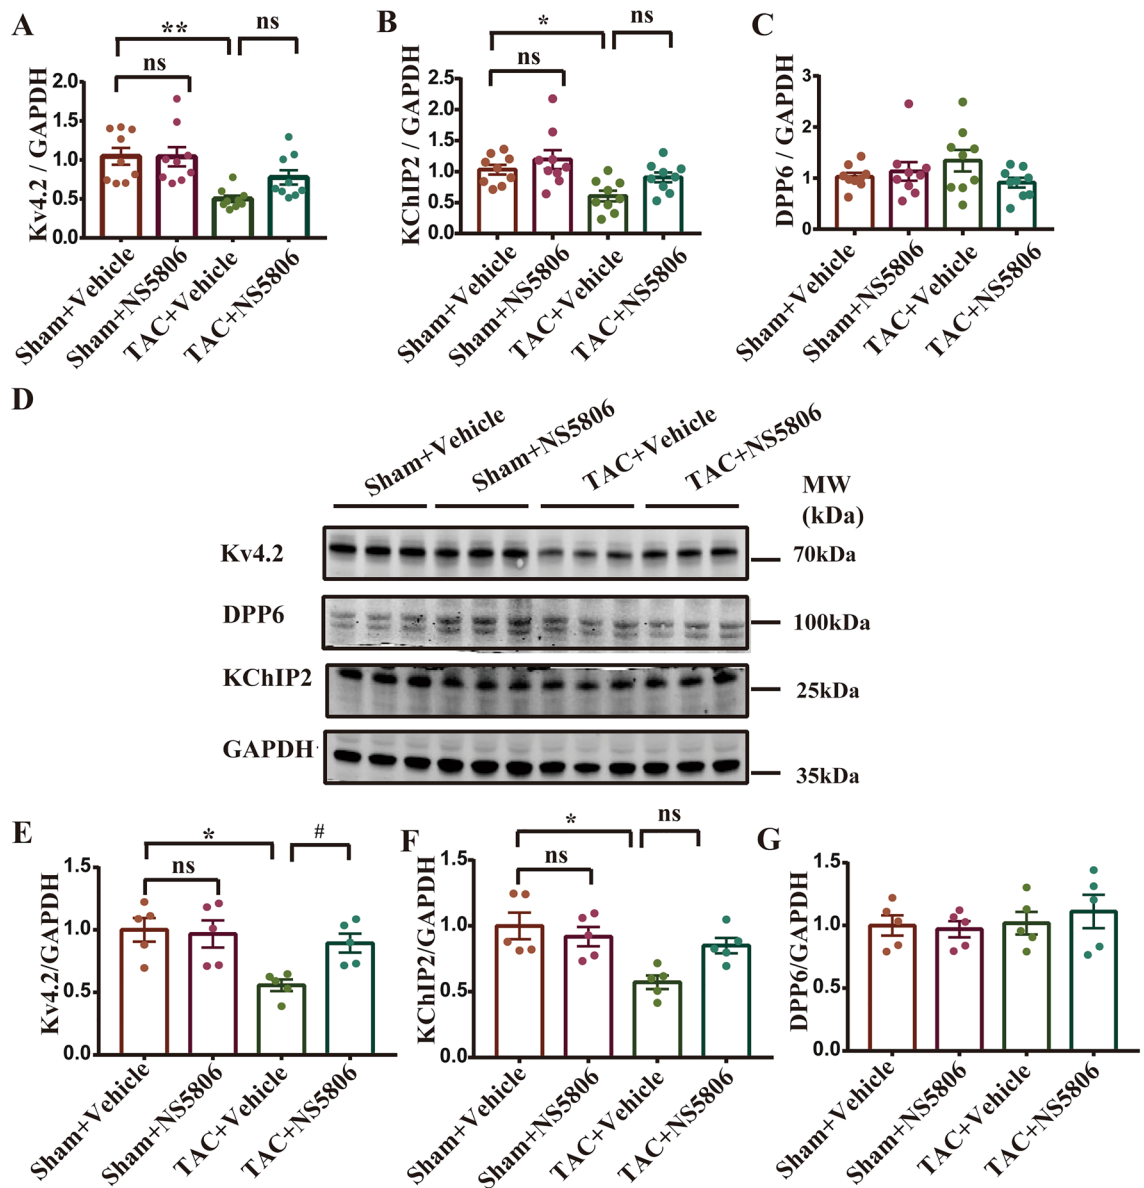 A
**
ns
ns
Kv4.2 / GAPDH
2.0
1.5
1.0
0.5
0.0
Sham+Vehicle
Sham+NS5806
TAC+Vehicle
TAC+NS5806
B
*
ns
ns
KChIP2 / GAPDH
2.5
2.0
1.5
1.0
0.5
0.0
Sham+Vehicle
Sham+NS5806
TAC+Vehicle
TAC+NS5806
C
DPP6 / GAPDH
3
2
1
0
Sham+Vehicle
Sham+NS5806
TAC+Vehicle
TAC+NS5806
D
Sham+Vehicle
Sham+NS5806
TAC+Vehicle
TAC+NS5806
MW
(kDa)
Kv4.2
70kDa
DPP6
100kDa
KChIP2
25kDa
GAPDH
35kDa
E
*
#
ns
Kv4.2/GAPDH
1.5
1.0
0.5
0.0
Sham+Vehicle
Sham+NS5806
TAC+Vehicle
TAC+NS5806
F
*
ns
ns
KChIP2/GAPDH
1.5
1.0
0.5
0.0
Sham+Vehicle
Sham+NS5806
TAC+Vehicle
TAC+NS5806
G
DPP6/GAPDH
1.5
1.0
0.5
0.0
Sham+Vehicle
Sham+NS5806
TAC+Vehicle
TAC+NS5806